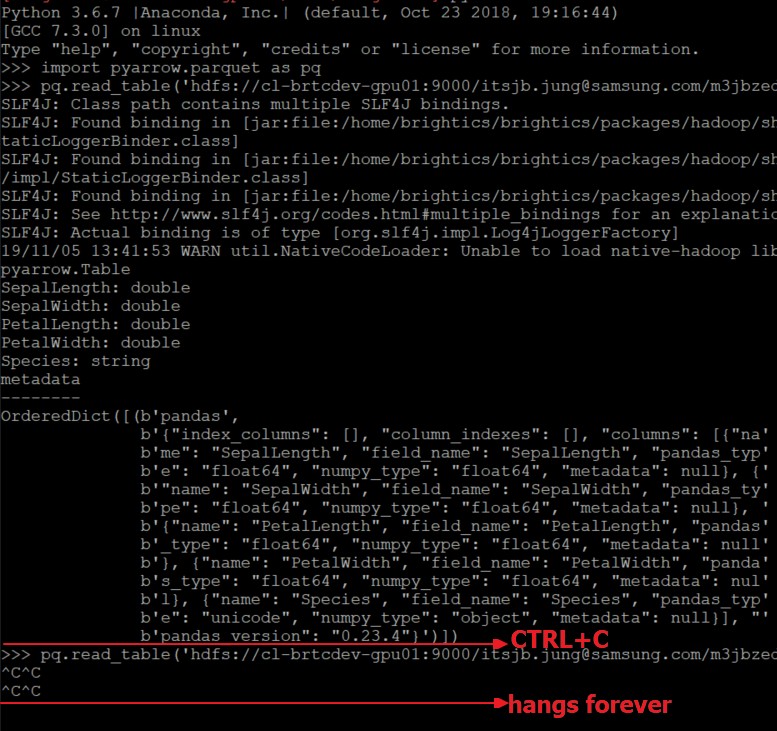 Python 3.6.7 |Anaconda, Inc.| (default, Oct 23 2018, 19:16:44)
[GCC 7.3.0] on linux
Type "help", "copyright", "credits" or "license" for more information.
>>> import pyarrow.parquet as pq
>>> pq.read_table('hdfs://cl-brtcdev-gpu01:9000/itsjb.jung@samsung.com/m3jbzec
SLF4J: Class path contains multiple SLF4J bindings.
SLF4J: Found binding in [jar:file:/home/brightics/brightics/packages/hadoop/sh
taticLoggerBinder.class]
SLF4J: Found binding in [jar:file:/home/brightics/brightics/packages/hadoop/sh
/impl/StaticLoggerBinder.class]
SLF4J: Found binding in [jar:file:/home/brightics/brightics/packages/hadoop/sh
SLF4J: See http://www.slf4j.org/codes.html#multiple_bindings for an explanatio
SLF4J: Actual binding is of type [org.slf4j.impl.Log4jLoggerFactory]
19/11/05 13:41:53 WARN util.NativeCodeLoader: Unable to load native-hadoop lib
pyarrow.Table
SepalLength: double
SepalWidth: double
PetalLength: double
PetalWidth: double
Species: string
metadata
--------
OrderedDict([(b'pandas',
b'{"index_columns": [], "column_indexes": [], "columns": [{"na'
b'me": "SepalLength", "field_name": "SepalLength", "pandas_typ'
b'e": "float64", "numpy_type": "float64", "metadata": null}, {'
b'"name": "SepalWidth", "field_name": "SepalWidth", "pandas_ty'
b'pe": "float64", "numpy_type": "float64", "metadata": null}, '
b'{"name": "PetalLength", "field_name": "PetalLength", "pandas'
b'_type": "float64", "numpy_type": "float64", "metadata": null'
b'}, {"name": "PetalWidth", "field_name": "PetalWidth", "panda'
b's_type": "float64", "numpy_type": "float64", "metadata": nul'
b'l}, {"name": "Species", "field_name": "Species", "pandas_typ'
b'e": "unicode", "numpy_type": "object", "metadata": null}], "'
b'pandas_version": "0.23.4"}')])
CTRL+C
>>> pq.read_table('hdfs://cl-brtcdev-gpu01:9000/itsjb.jung@samsung.com/m3jbzec
^C^C
^C^C
hangs forever